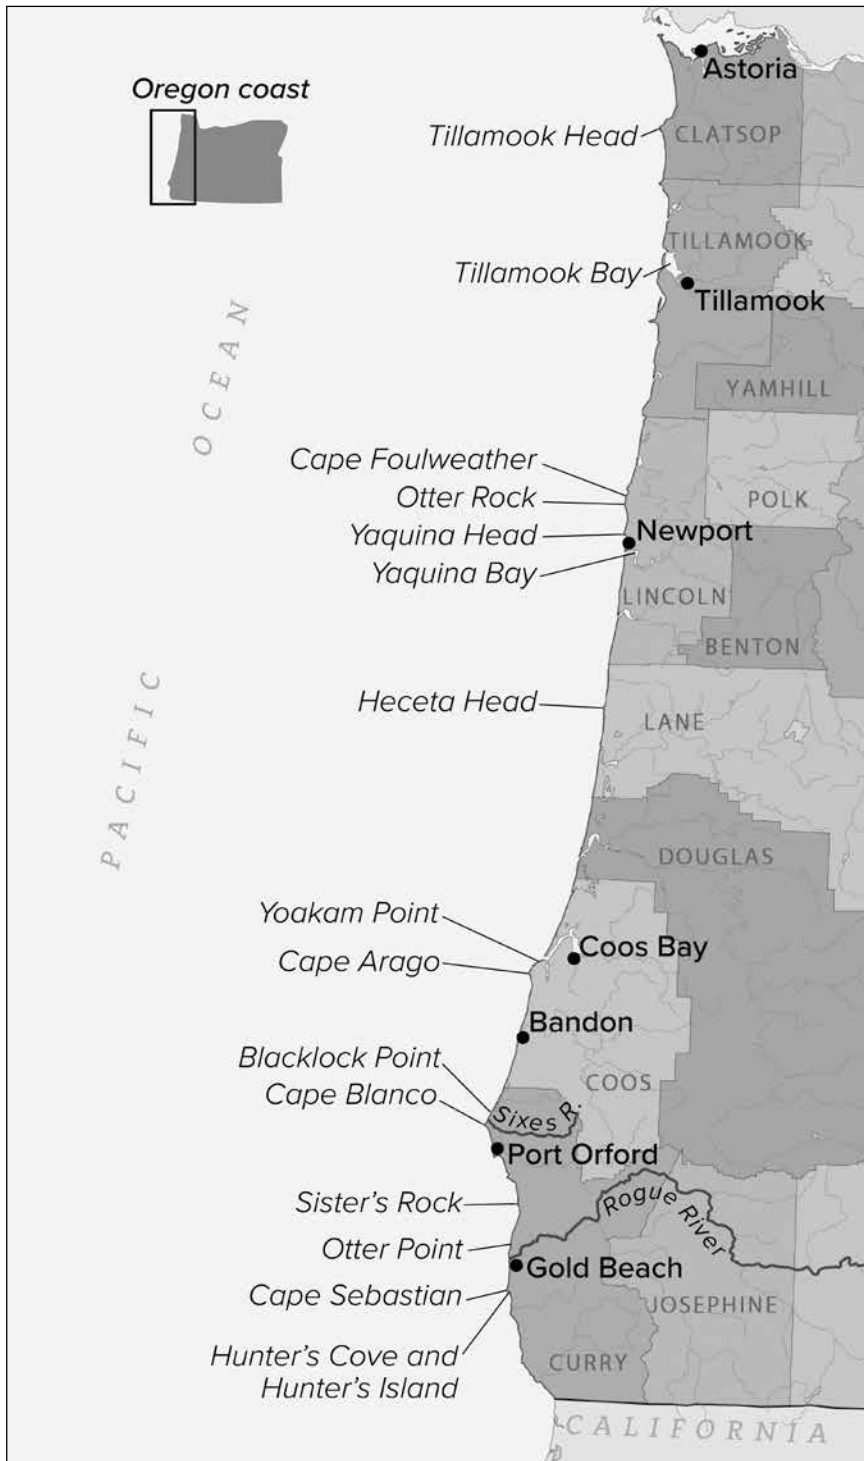 Astoria
Oregon coast
Tillamook Head
CLATSOP
TILLAMOOK
Tillamook Bay
Tillamook
OCEAN
YAMHILL
Cape Foulweather
Otter Rock
POLK
Yaquina Head
Newport
Yaquina Bay
LINCOLN
BENTON
PACIFIC
Heceta Head
LANE
DOUGLAS
Yoakam Point
Coos Bay
Cape Arago
Bandon
Blacklock Point
COOS
Cape Blanco
Sixes R.
Port Orford
Sister's Rock
Rogue River
Otter Point
Gold Beach
Cape Sebastian
JOSEPHINE
Hunter's Cove and
Hunter's Island
CURRY
CALIFORNIA